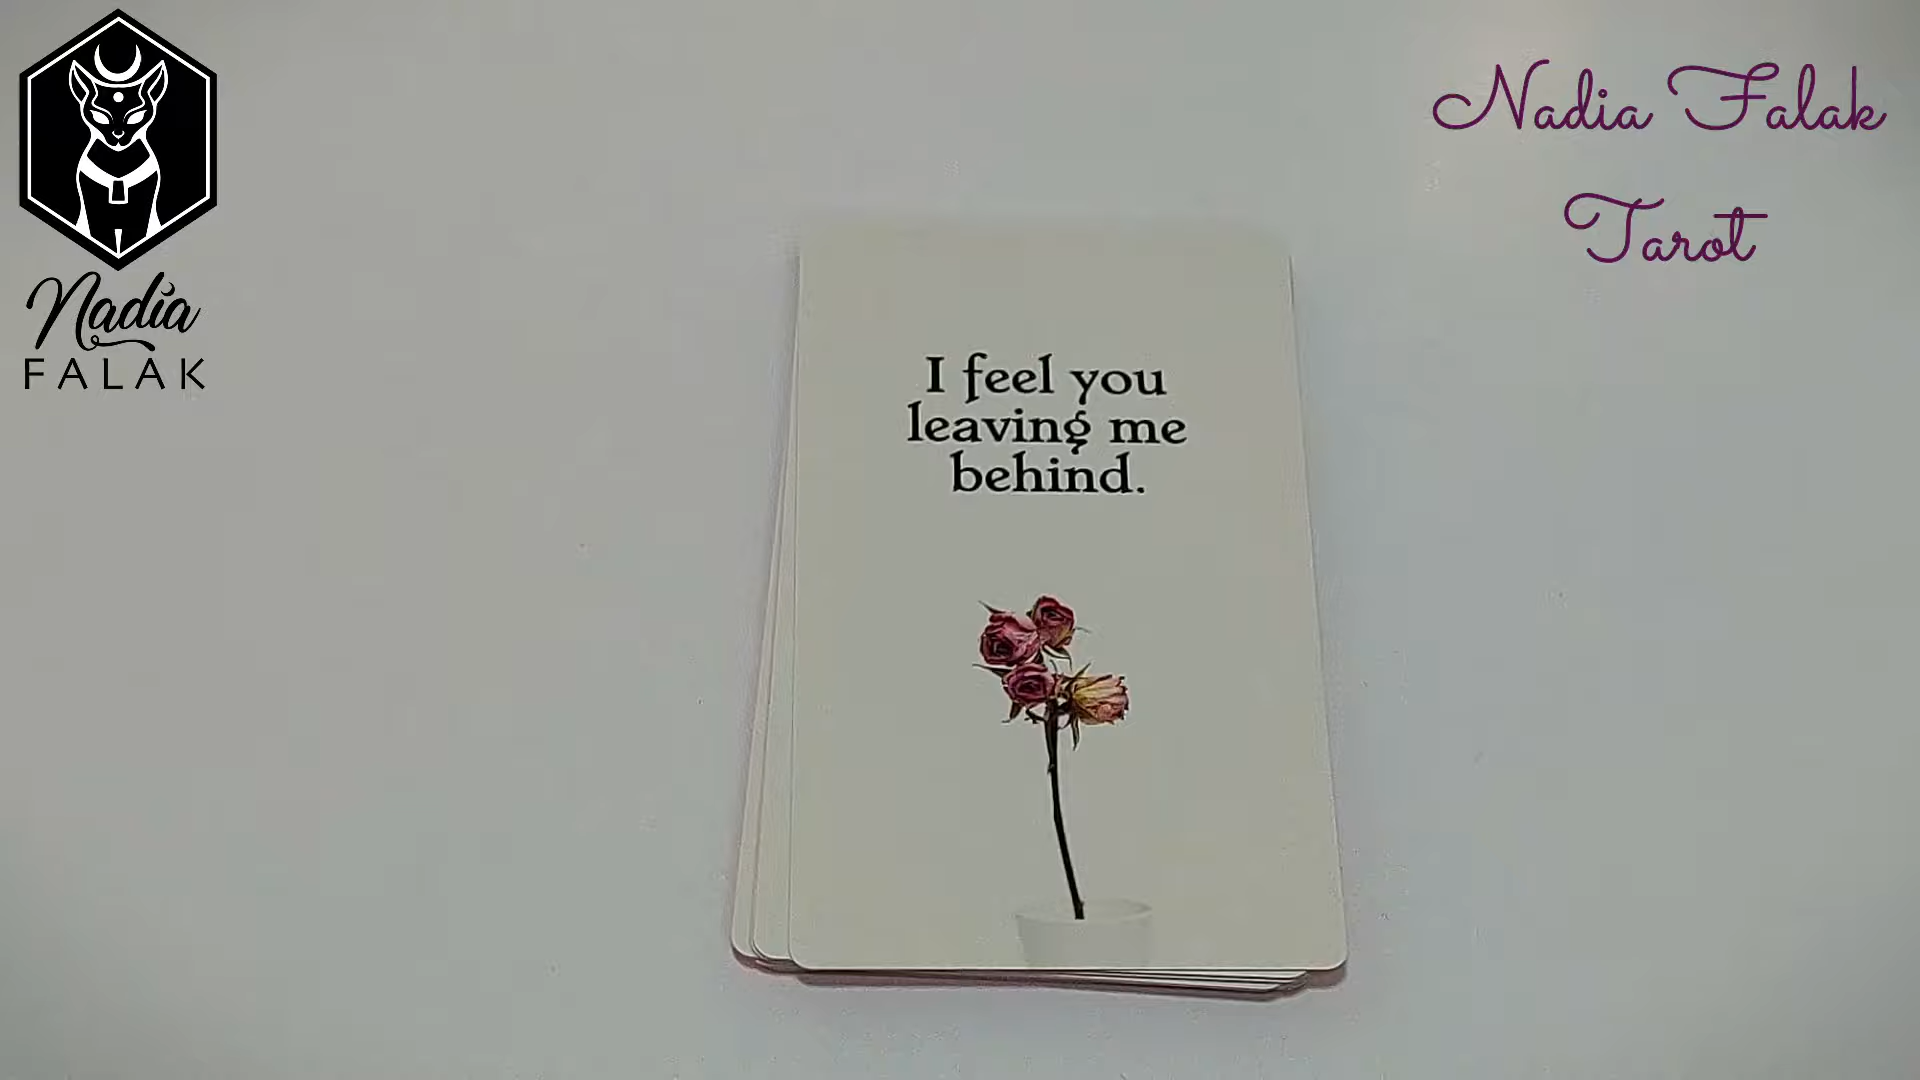 Nadia
FALAK
Nadia Falak
Tarot
I feel you
leaving me
behind.